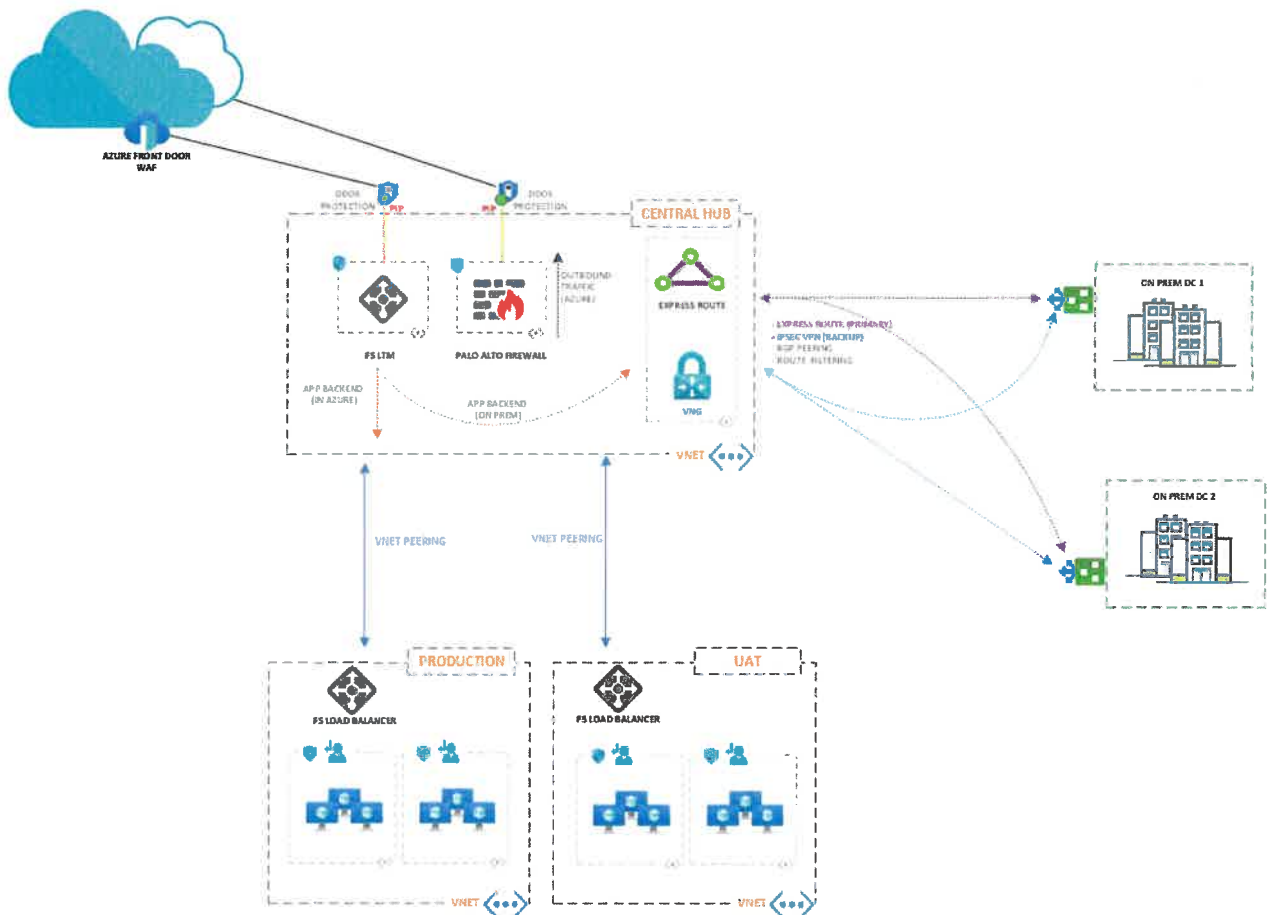 AZURE FRONT DOOR
WAF
DDOS
PROTECTION
PIP
PIP
DDOS
PROTECTION
CENTRAL HUB
OUTBOUND
TRAFFIC
(AZURE)
F5 LTM
PALO ALTO FIREWALL
EXPRESS ROUTE
APP BACKEND
(IN AZURE)
APP BACKEND
(ON PREM)
VNG
VNET
EXPRESS ROUTE (PRIMARY)
IPSEC VPN (BACKUP)
BGP PEERING
ROUTE FILTERING
ON PREM DC 1
ON PREM DC 2
VNET PEERING
VNET PEERING
PRODUCTION
F5 LOAD BALANCER
VNET
UAT
F5 LOAD BALANCER
VNET